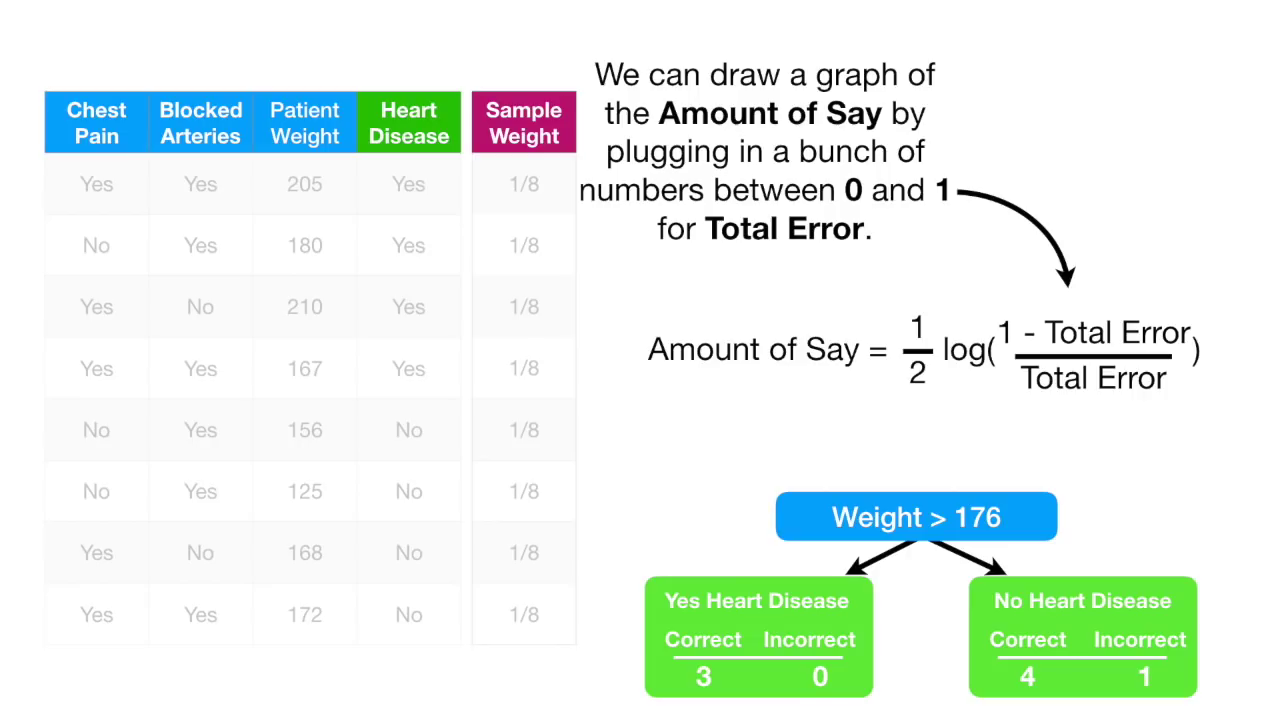 We can draw a graph of
the Amount of Say by
plugging in a bunch of
numbers between 0 and 1
for Total Error.
Chest Pain Blocked Arteries Patient Weight Heart Disease Sample Weight
Yes Yes 205 Yes 1/8
No Yes 180 Yes 1/8
Yes No 210 Yes 1/8
Yes Yes 167 Yes 1/8
No Yes 156 No 1/8
No Yes 125 No 1/8
Yes No 168 No 1/8
Yes Yes 172 No 1/8
Amount of Say = 1/2 log(1 - Total Error / Total Error)
Weight > 176
Yes Heart Disease
Correct Incorrect
3 0
No Heart Disease
Correct Incorrect
4 1